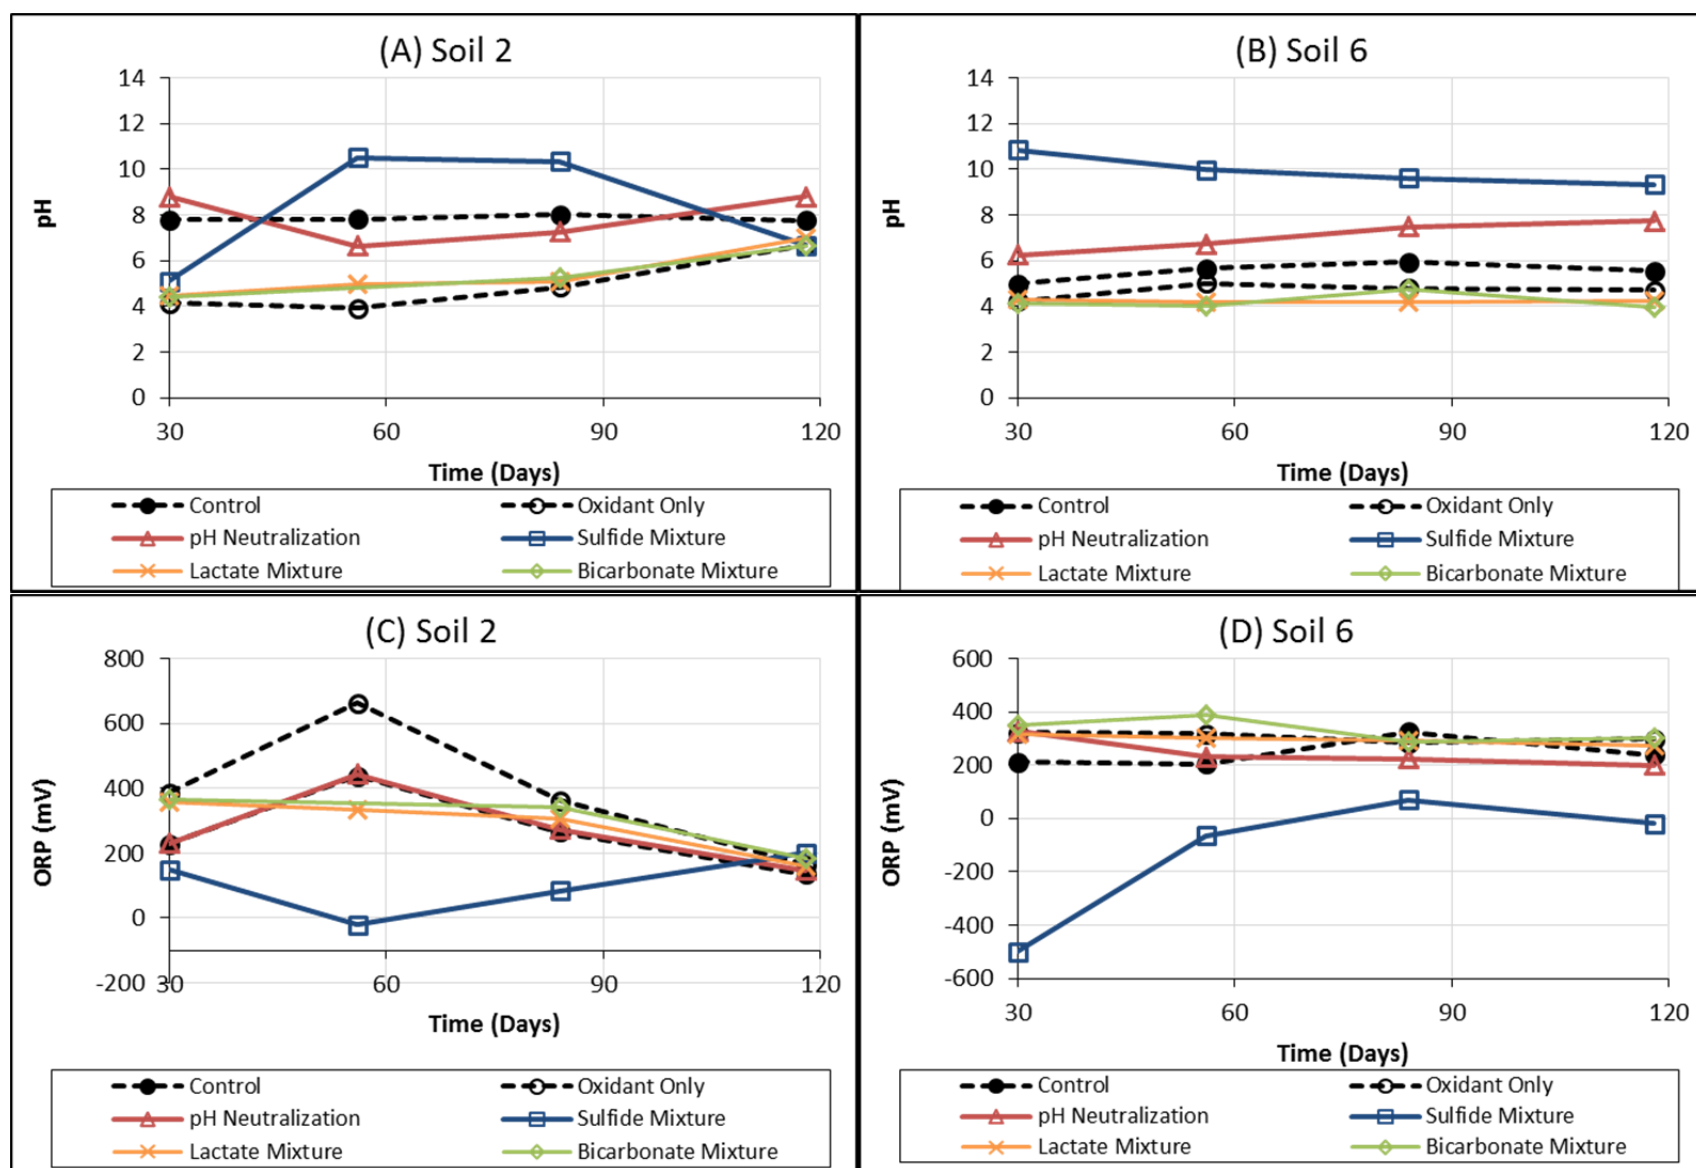 (A) Soil 2
14
12
10
8
6
4
2
0
pH
30 60 90 120
Time (Days)
Control Oxidant Only
pH Neutralization Sulfide Mixture
Lactate Mixture Bicarbonate Mixture
(B) Soil 6
14
12
10
8
6
4
2
0
pH
30 60 90 120
Time (Days)
Control Oxidant Only
pH Neutralization Sulfide Mixture
Lactate Mixture Bicarbonate Mixture
(C) Soil 2
800
600
400
200
0
-200
ORP (mV)
30 60 90 120
Time (Days)
Control Oxidant Only
pH Neutralization Sulfide Mixture
Lactate Mixture Bicarbonate Mixture
(D) Soil 6
600
400
200
0
-200
-400
-600
ORP (mV)
30 60 90 120
Time (Days)
Control Oxidant Only
pH Neutralization Sulfide Mixture
Lactate Mixture Bicarbonate Mixture